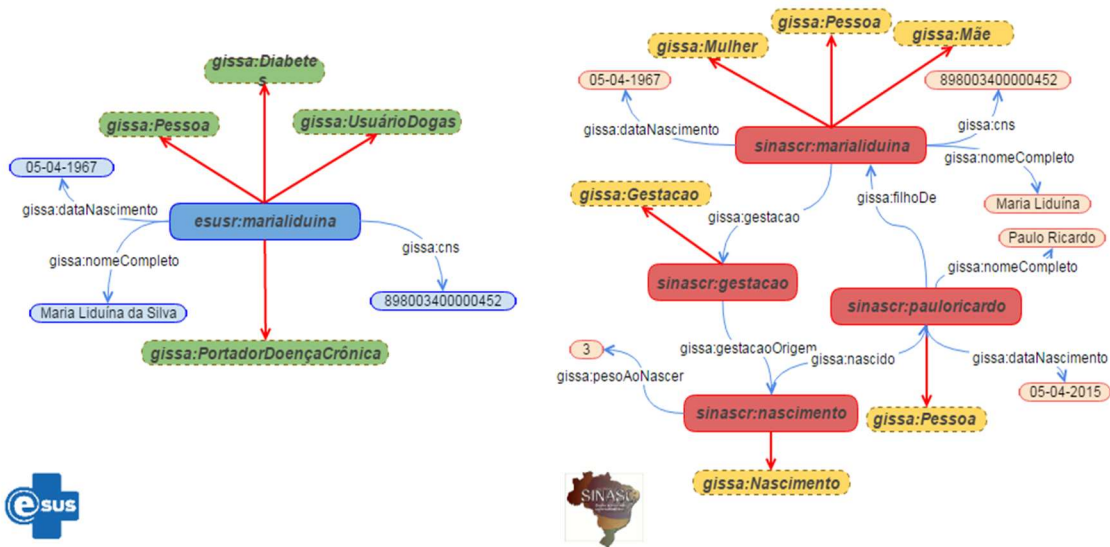 gissa:Diabete
s
gissa:Pessoa
gissa:UsuárioDogas
05-04-1967
gissa:dataNascimento
esusr:marialiduina
gissa:nomeCompleto
gissa:cns
Maria Liduína da Silva
898003400000452
gissa:PortadorDoençaCrônica
e sus
gissa:Pessoa
gissa:Mulher
gissa:Mãe
05-04-1967
898003400000452
gissa:dataNascimento
gissa:cns
sinascr:marialiduina
gissa:nomeCompleto
gissa:Gestacao
gissa:filhoDe
Maria Liduína
gissa:gestacao
Paulo Ricardo
gissa:nomeCompleto
sinascr:gestacao
sinascr:pauloricardo
gissa:gestacaoOrigem
3
gissa:nascido
gissa:dataNascimento
gissa:pesoAoNascer
05-04-2015
sinascr:nascimento
gissa:Pessoa
gissa:Nascimento
SINASC